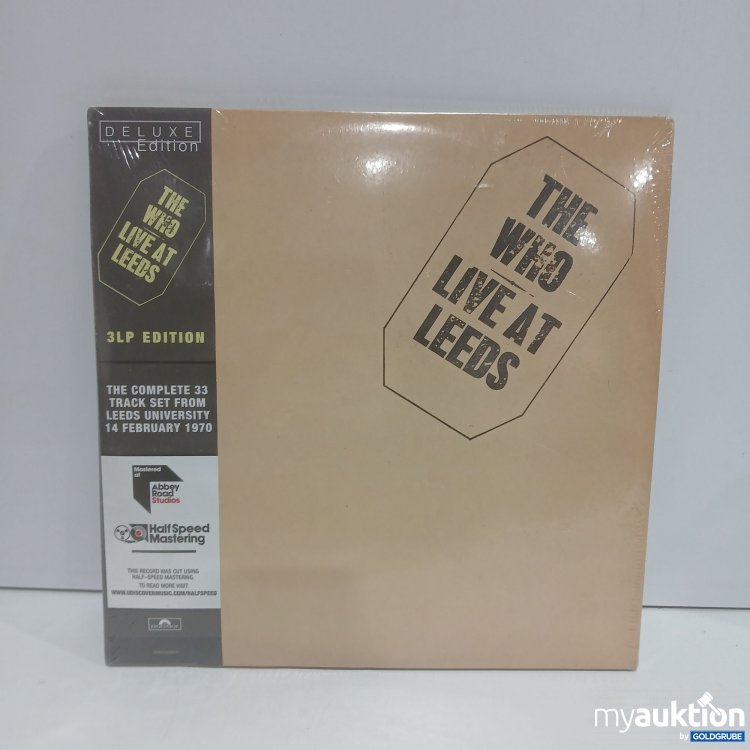 DELUXE
Edition
THE
WHO
LIVE AT
LEEDS
3LP EDITION
THE COMPLETE 33
TRACK SET FROM
LEEDS UNIVERSITY
14 FEBRUARY 1970
Mastered
at
Abbey
Road
Studios
Half Speed
Mastering
THIS RECORD WAS CUT USING
HALF-SPEED MASTERING
TO READ MORE VISIT
WWW.UDISCOVERMUSIC.COM/HALFSPEED
polydor
THE
WHO
LIVE AT
LEEDS
myauktion
by GOLDGRUBE